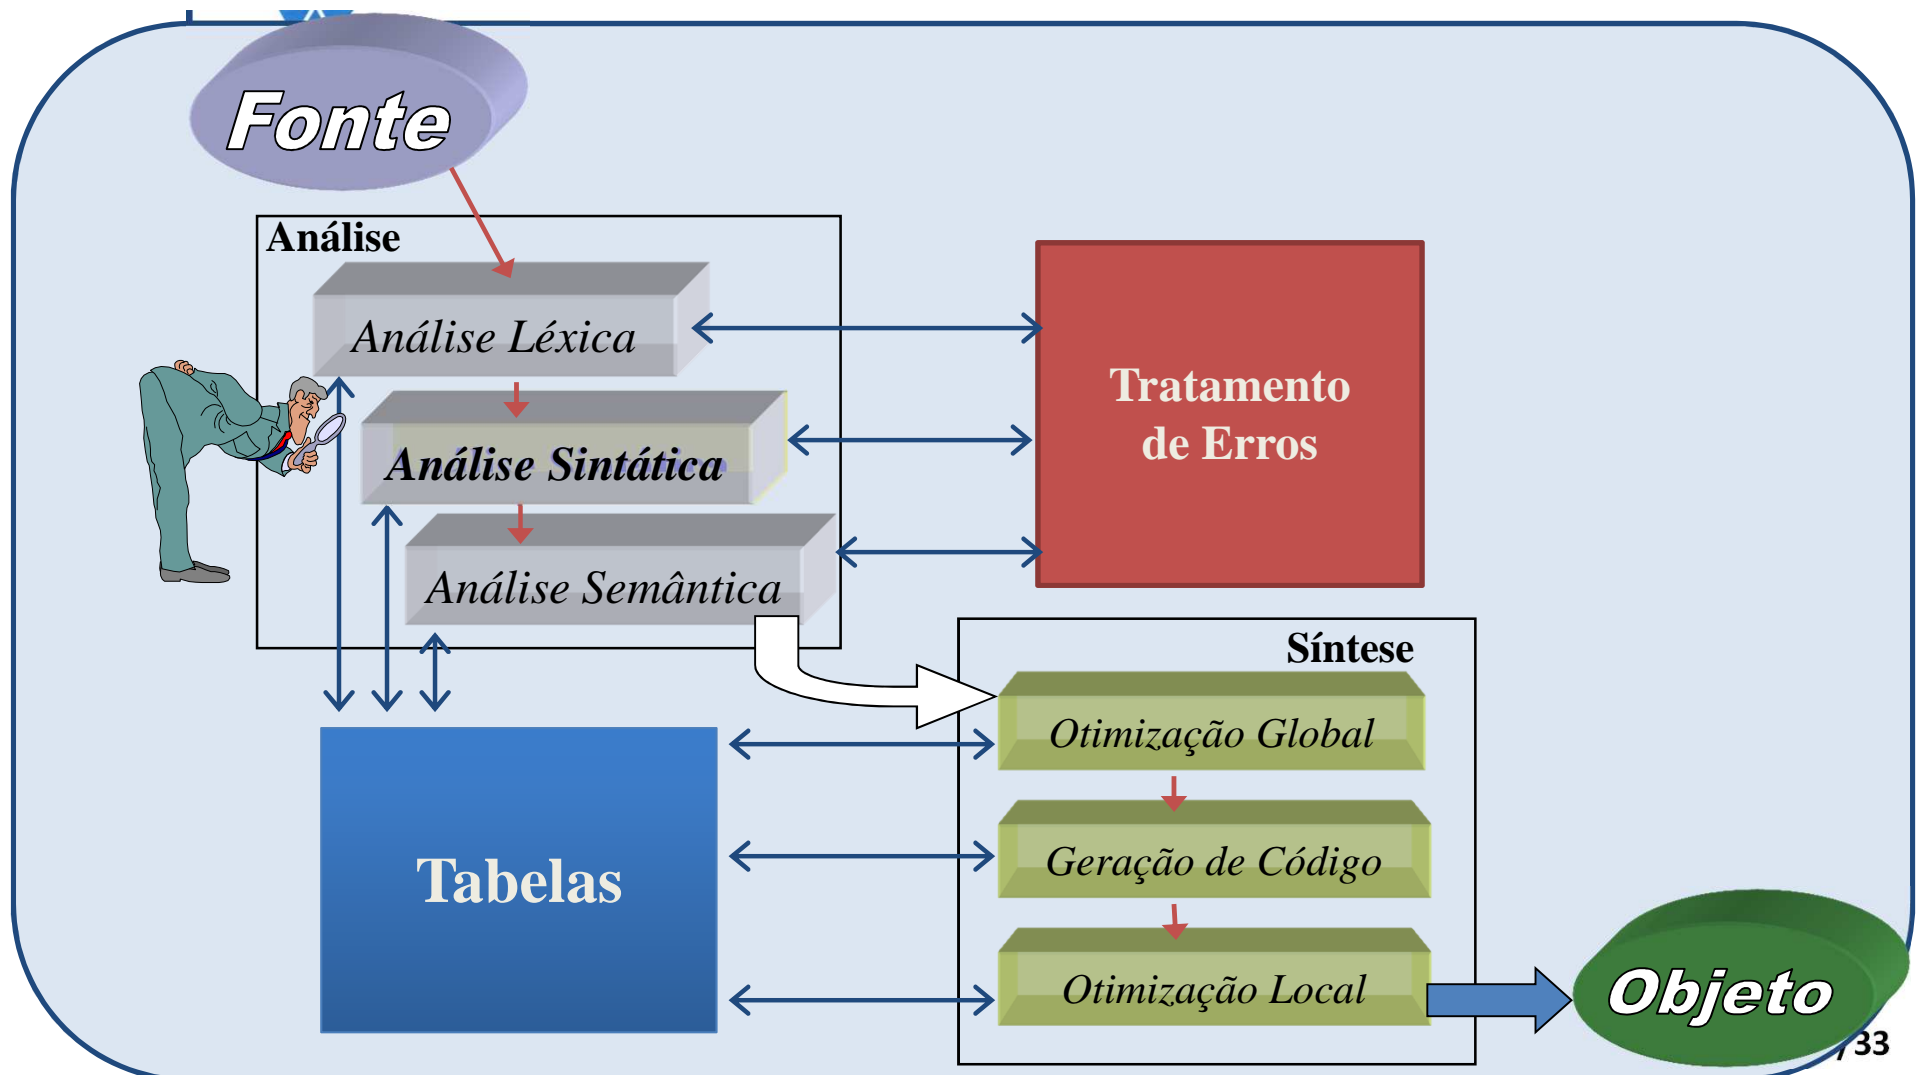 Fonte
Análise
Análise Léxica
Análise Sintática
Análise Semântica
Tratamento
de Erros
Síntese
Otimização Global
Geração de Código
Otimização Local
Tabelas
Objeto
/33